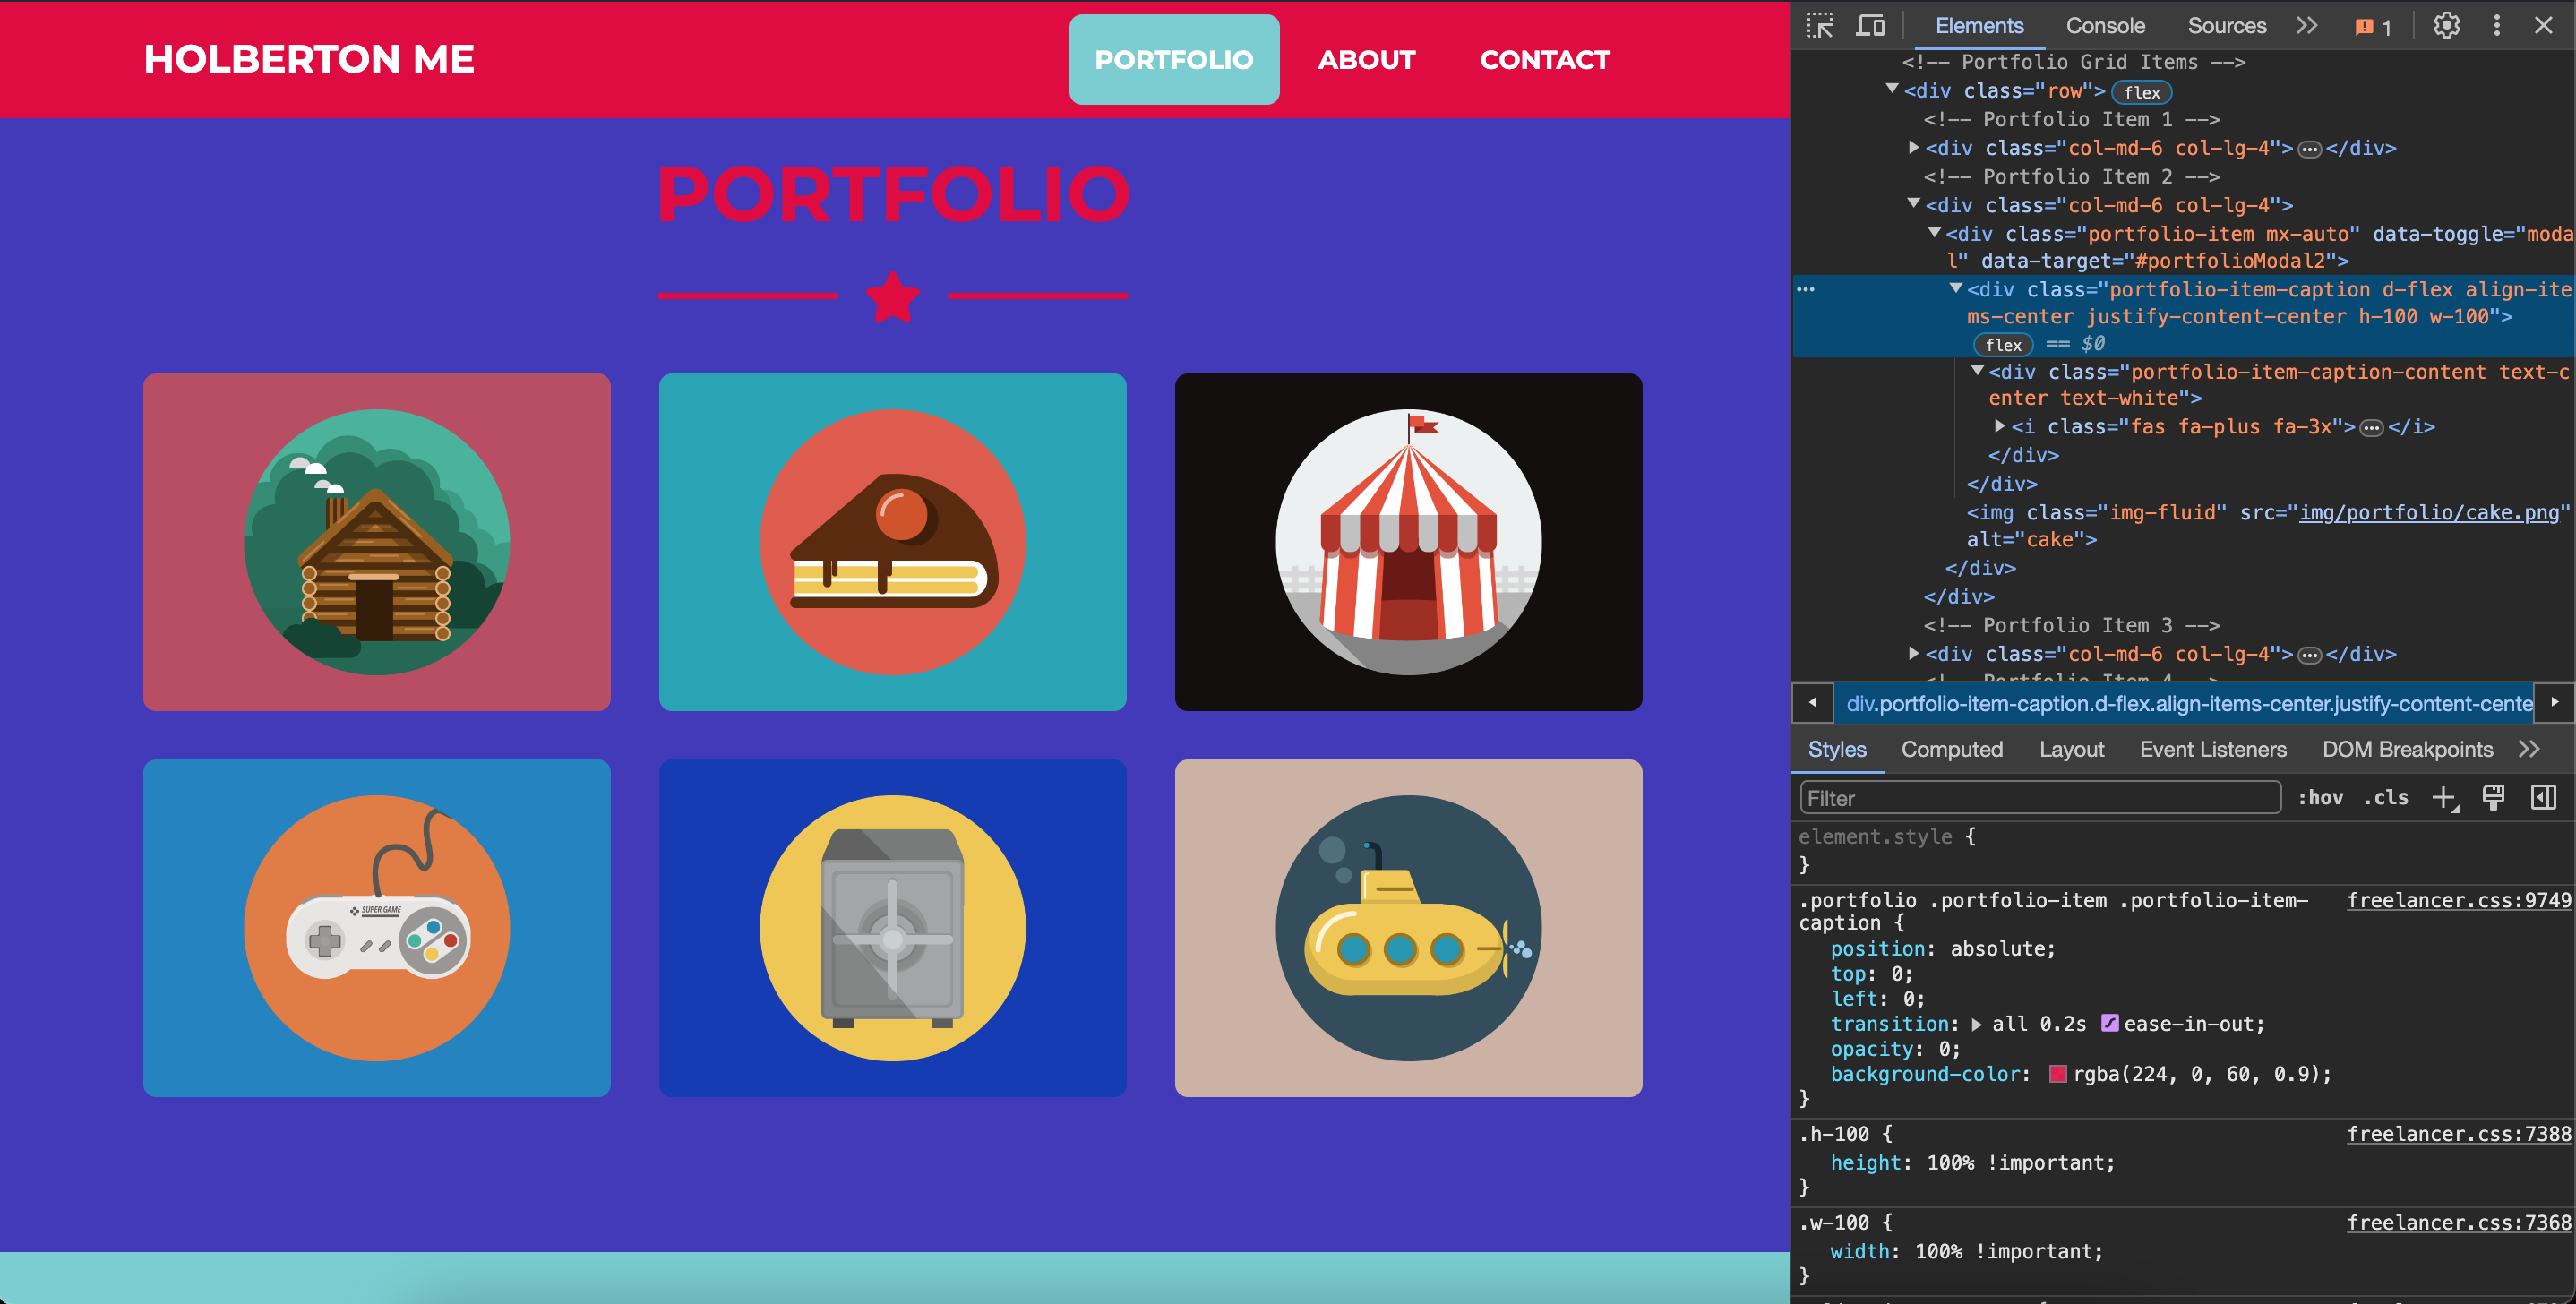 HOLBERTON ME
PORTFOLIO
ABOUT
CONTACT
PORTFOLIO
SUPER GAME
Elements
Console
Sources
1
<!-- Portfolio Grid Items -->
<div class="row"> flex
<!-- Portfolio Item 1 -->
<div class="col-md-6 col-lg-4"> … </div>
<!-- Portfolio Item 2 -->
<div class="col-md-6 col-lg-4">
<div class="portfolio-item mx-auto" data-toggle="moda
l" data-target="#portfolioModal2">
<div class="portfolio-item-caption d-flex align-ite
ms-center justify-content-center h-100 w-100">
flex == $0
<div class="portfolio-item-caption-content text-c
enter text-white">
<i class="fas fa-plus fa-3x"> … </i>
</div>
</div>
<img class="img-fluid" src="img/portfolio/cake.png"
alt="cake">
</div>
</div>
<!-- Portfolio Item 3 -->
<div class="col-md-6 col-lg-4"> … </div>
<!-- Portfolio Item 4 -->
div.portfolio-item-caption.d-flex.align-items-center.justify-content-cente
Styles
Computed
Layout
Event Listeners
DOM Breakpoints
Filter
:hov
.cls
element.style {
}
.portfolio .portfolio-item .portfolio-item-
caption {
freelancer.css:9749
position: absolute;
top: 0;
left: 0;
transition: all 0.2s ease-in-out;
opacity: 0;
background-color: rgba(224, 0, 60, 0.9);
}
.h-100 {
freelancer.css:7388
height: 100% !important;
}
.w-100 {
freelancer.css:7368
width: 100% !important;
}